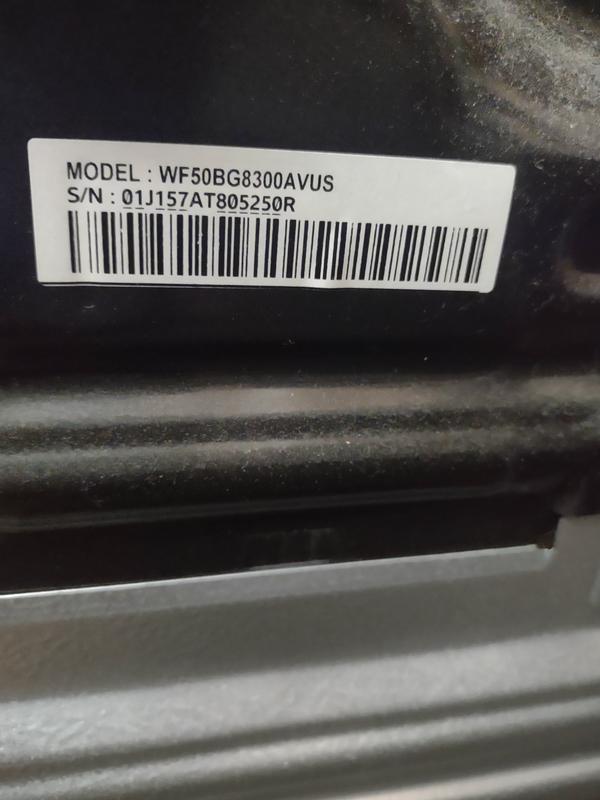 MODEL : WF50BG8300AVUS
S/N : 01J157AT805250R